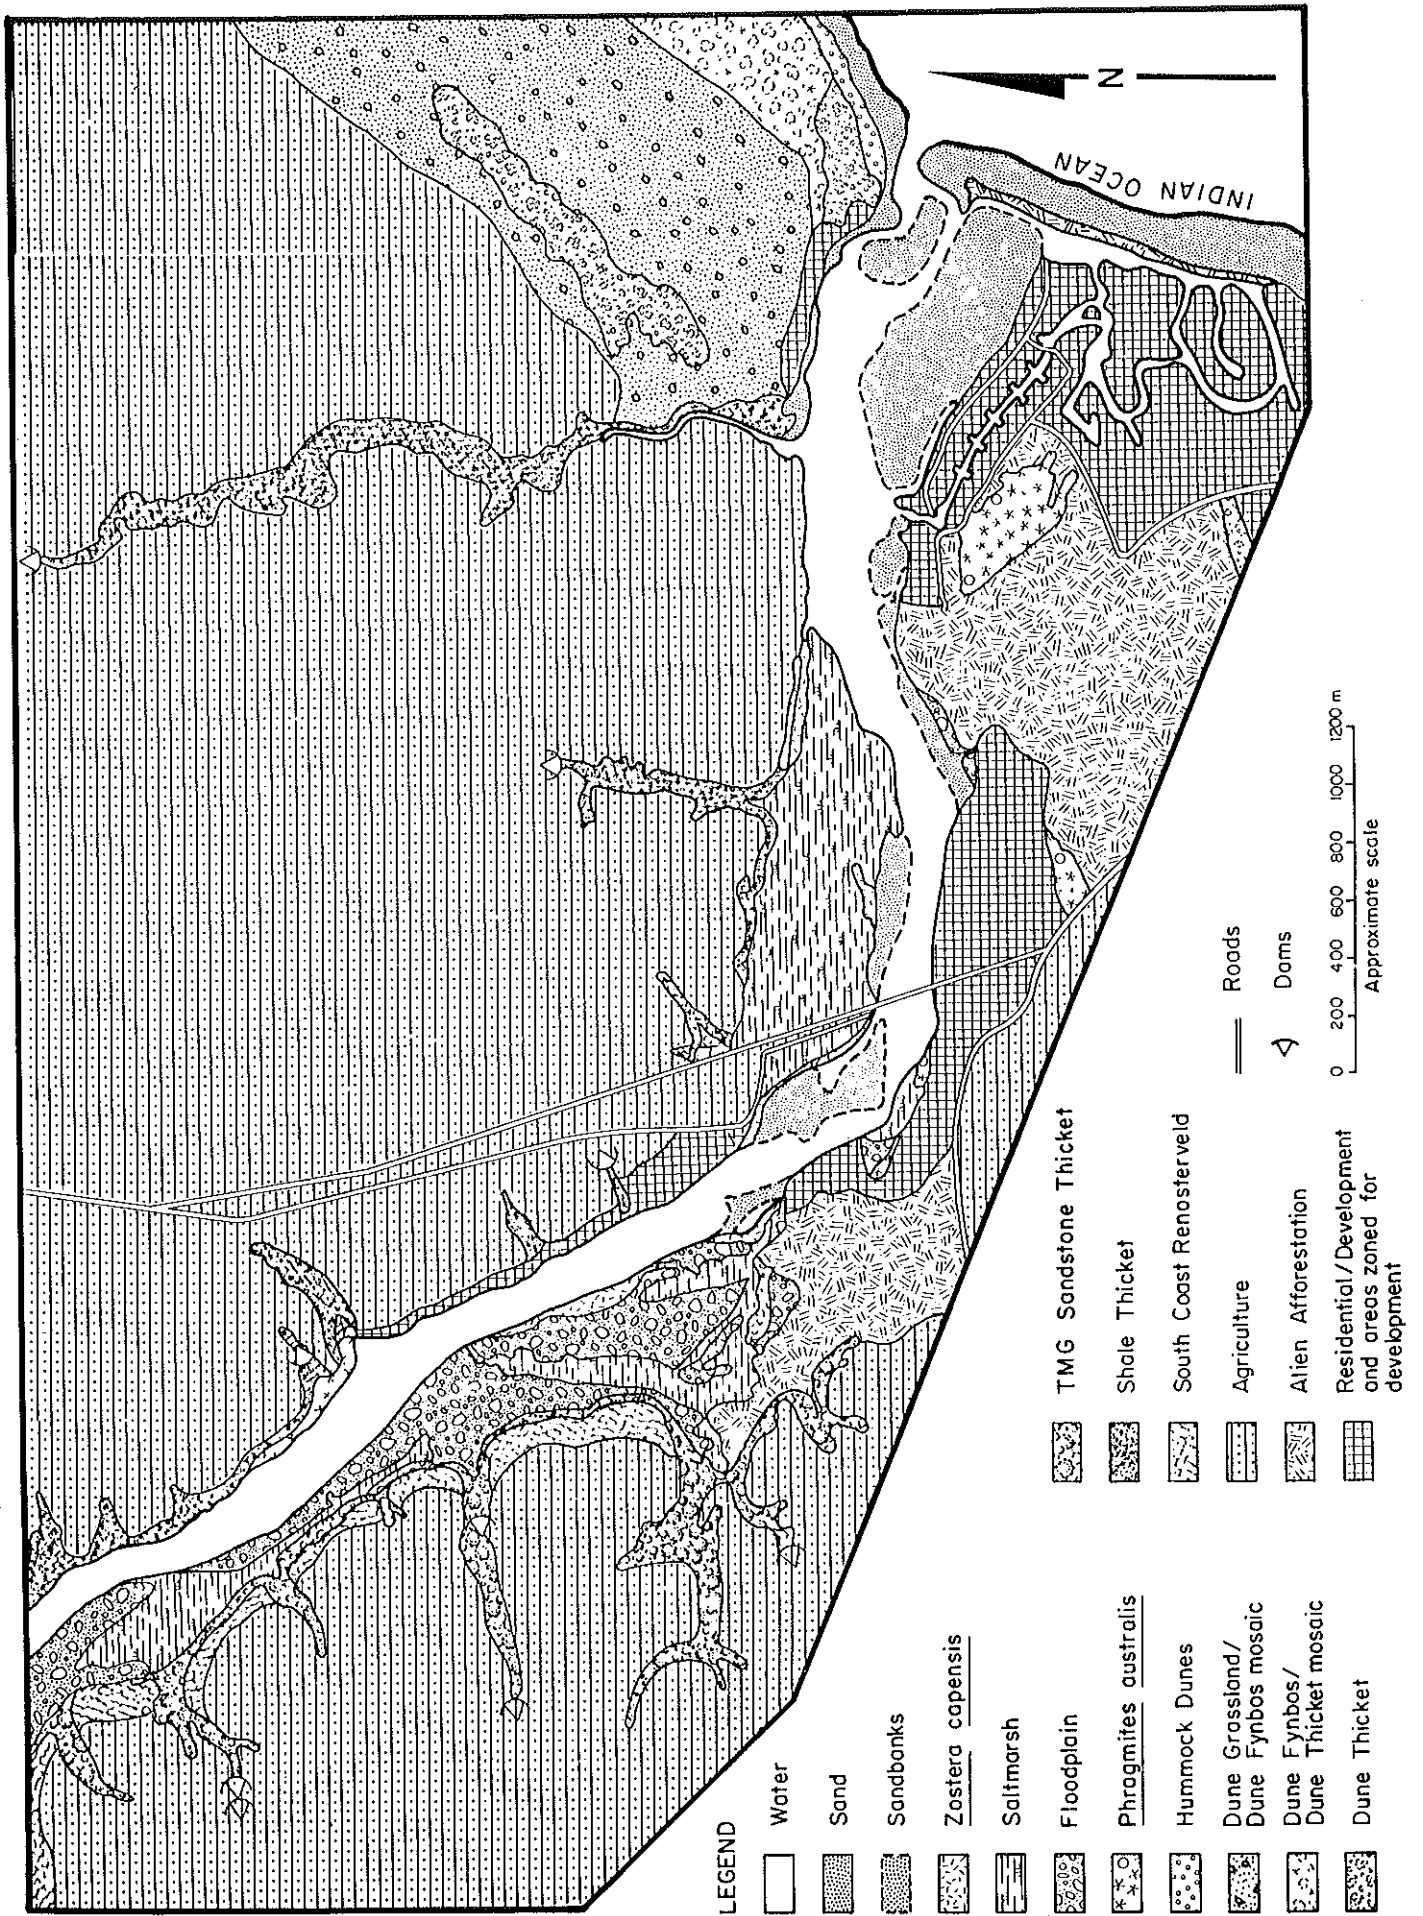 N
INDIAN OCEAN
LEGEND
Water
Sand
Sandbanks
Zostera capensis
Saltmarsh
Floodplain
Phragmites australis
Hummock Dunes
Dune Grassland/
Dune Fynbos mosaic
Dune Fynbos/
Dune Thicket mosaic
Dune Thicket
TMG Sandstone Thicket
Shale Thicket
South Coast Renosterveld
Agriculture
Alien Afforestation
Residential/Development
and areas zoned for
development
Roads
Dams
0 200 400 600 800 1000 1200 m
Approximate scale